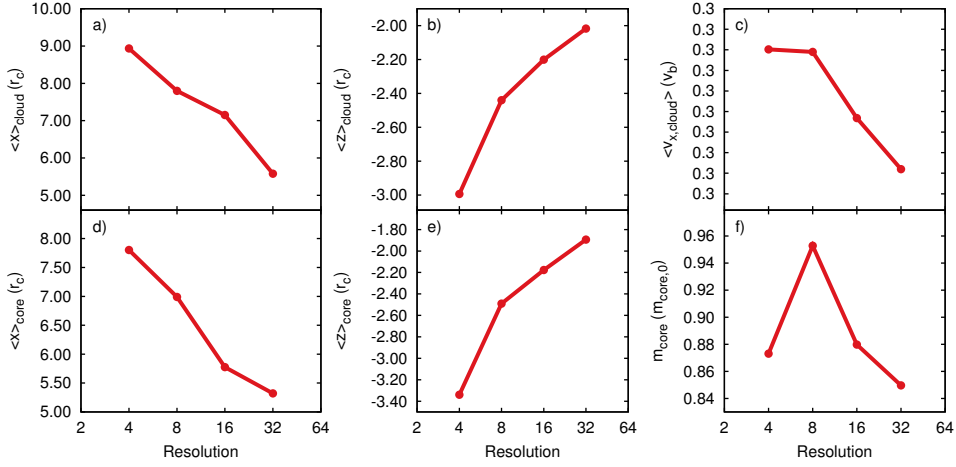 a)
<x>cloud (rc)
10.00
9.00
8.00
7.00
6.00
5.00
b)
<z>cloud (rc)
-2.00
-2.20
-2.40
-2.60
-2.80
-3.00
c)
<vx,cloud> (vb)
0.3
0.3
0.3
0.3
0.3
0.3
0.3
0.3
0.3
0.3
d)
<x>core (rc)
8.00
7.50
7.00
6.50
6.00
5.50
5.00
2 4 8 16 32 64
Resolution
e)
<z>core (rc)
-1.80
-2.00
-2.20
-2.40
-2.60
-2.80
-3.00
-3.20
-3.40
2 4 8 16 32 64
Resolution
f)
mcore (mcore,0)
0.96
0.94
0.92
0.90
0.88
0.86
0.84
2 4 8 16 32 64
Resolution